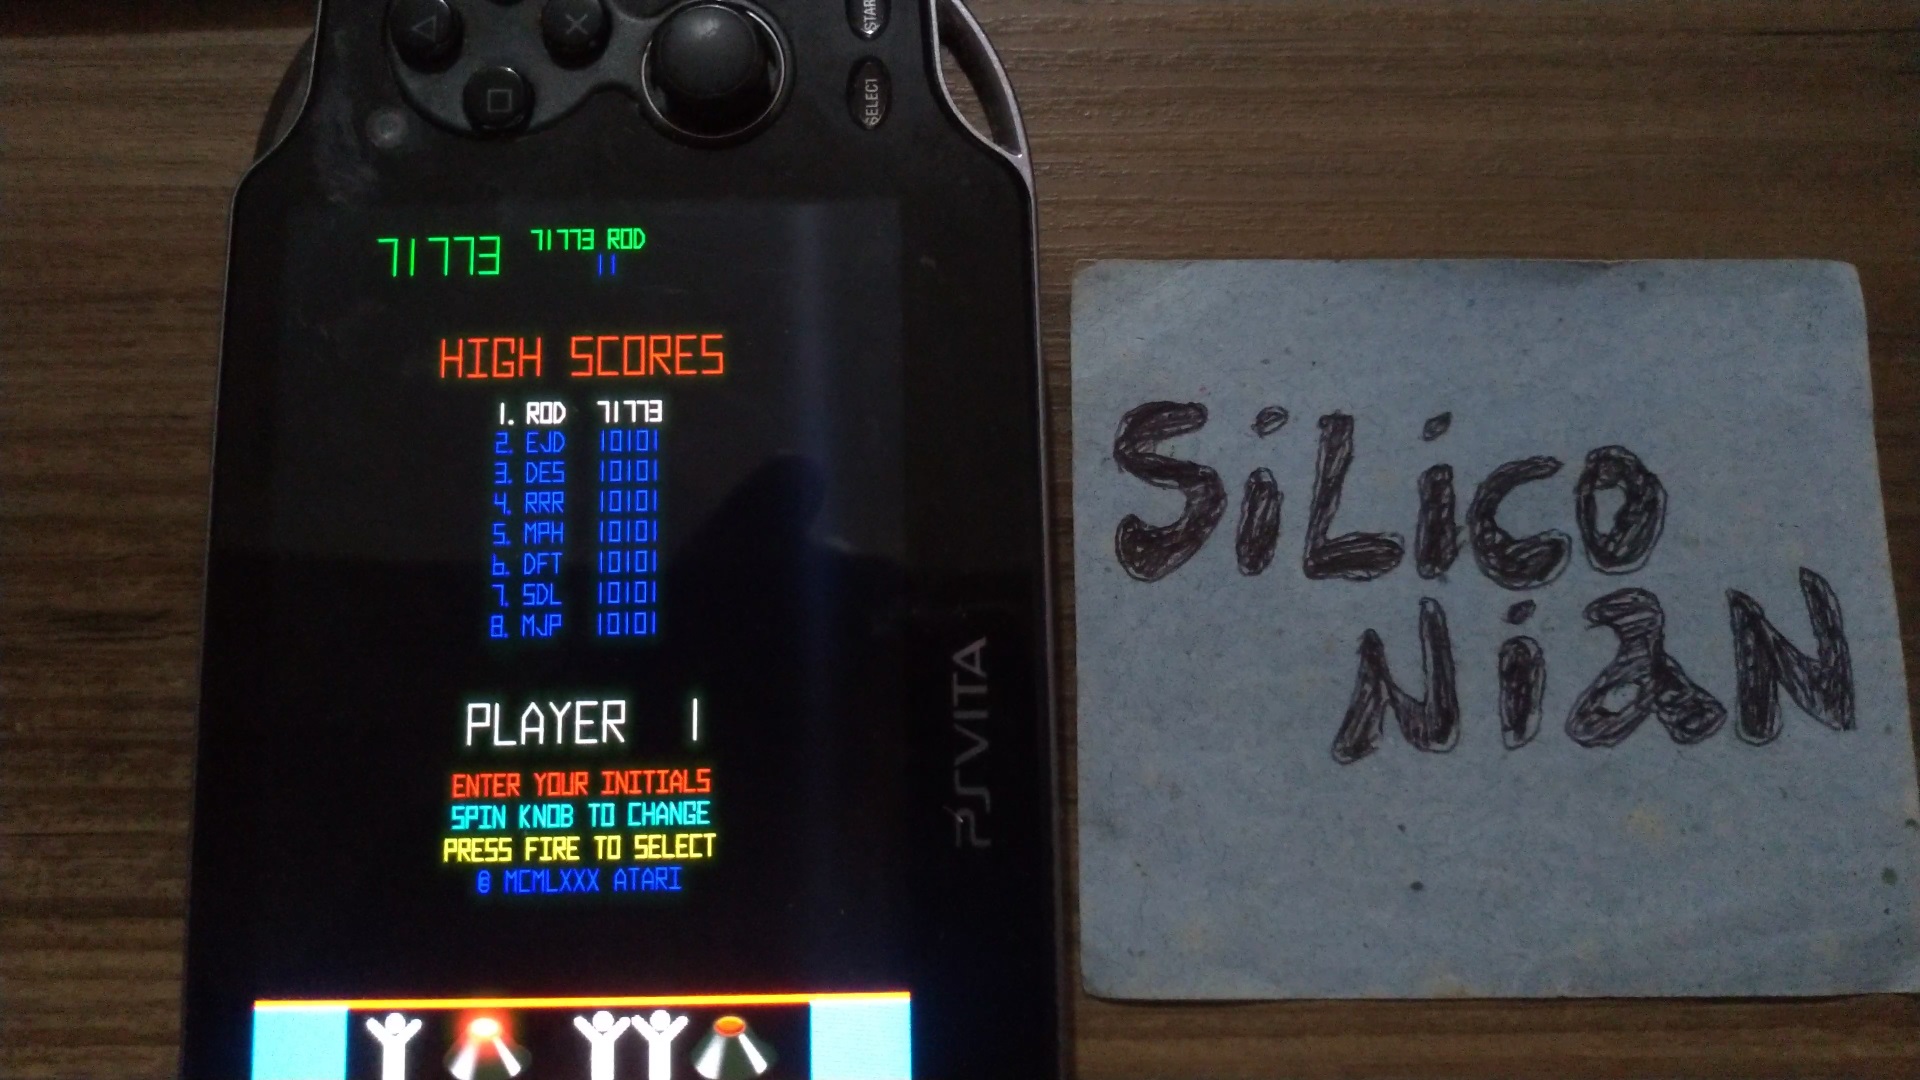 START
SELECT
71773 71773 ROD
11
HIGH SCORES
1. ROD 71773
2. EJD 10101
3. DES 10101
4. RRR 10101
5. MPH 10101
6. DFT 10101
7. SDL 10101
8. MJP 10101
PLAYER 1
ENTER YOUR INITIALS
SPIN KNOB TO CHANGE
PRESS FIRE TO SELECT
© MCMLXXX ATARI
PSVITA
SiLico
NiaN